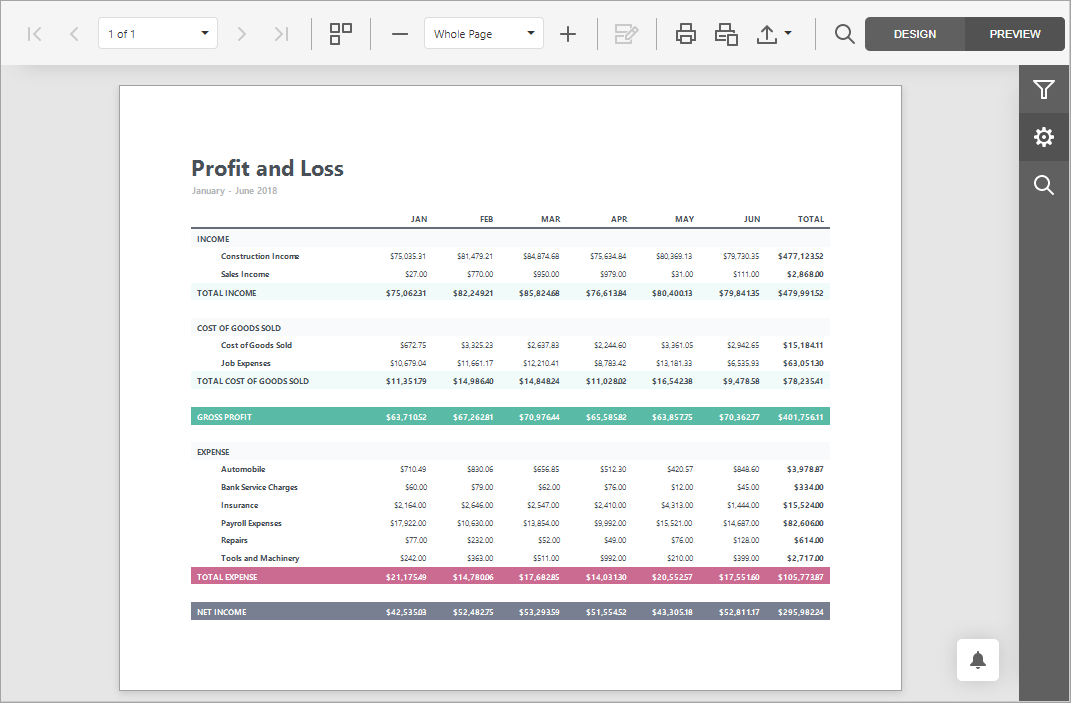 1 of 1 Whole Page DESIGN PREVIEW
Profit and Loss
January - June 2018
JAN FEB MAR APR MAY JUN TOTAL
INCOME
Construction Income $75,035.31 $81,479.21 $84,874.68 $75,634.84 $80,369.13 $79,730.35 $477,123.52
Sales Income $27.00 $770.00 $950.00 $979.00 $31.00 $111.00 $2,868.00
TOTAL INCOME $75,062.31 $82,249.21 $85,824.68 $76,613.84 $80,400.13 $79,841.35 $479,991.52
COST OF GOODS SOLD
Cost of Goods Sold $672.75 $3,325.23 $2,637.83 $2,244.60 $3,361.05 $2,942.65 $15,184.11
Job Expenses $10,679.04 $11,661.17 $12,210.41 $8,783.42 $13,181.33 $6,535.93 $63,051.30
TOTAL COST OF GOODS SOLD $11,351.79 $14,986.40 $14,848.24 $11,028.02 $16,542.38 $9,478.58 $78,235.41
GROSS PROFIT $63,710.52 $67,262.81 $70,976.44 $65,585.82 $63,857.75 $70,362.77 $401,756.11
EXPENSE
Automobile $710.49 $830.06 $656.85 $512.30 $420.57 $848.60 $3,978.87
Bank Service Charges $60.00 $79.00 $62.00 $76.00 $12.00 $45.00 $334.00
Insurance $2,164.00 $2,646.00 $2,547.00 $2,410.00 $4,313.00 $1,444.00 $15,524.00
Payroll Expenses $17,922.00 $10,630.00 $13,854.00 $9,992.00 $15,521.00 $14,687.00 $82,606.00
Repairs $77.00 $232.00 $52.00 $49.00 $76.00 $128.00 $614.00
Tools and Machinery $242.00 $363.00 $511.00 $992.00 $210.00 $399.00 $2,717.00
TOTAL EXPENSE $21,175.49 $14,780.06 $17,682.85 $14,031.30 $20,552.57 $17,551.60 $105,773.87
NET INCOME $42,535.03 $52,482.75 $53,293.59 $51,554.52 $43,305.18 $52,811.17 $295,982.24